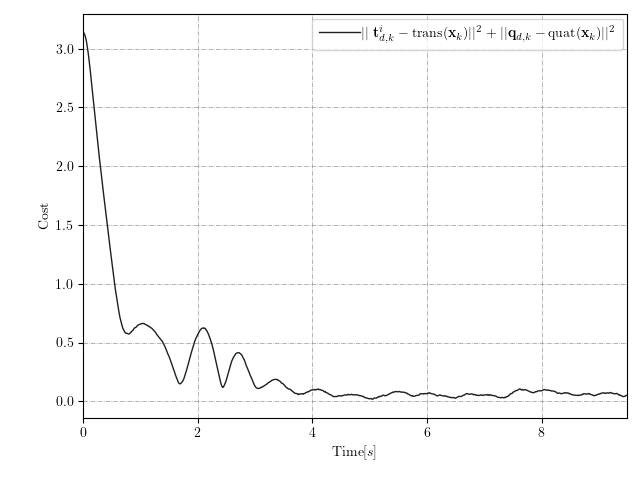 || t^i_{d,k} − trans(x_k)||² + ||q_{d,k} − quat(x_k)||²
3.0
2.5
2.0
1.5
1.0
0.5
0.0
Cost
0 2 4 6 8
Time[s]